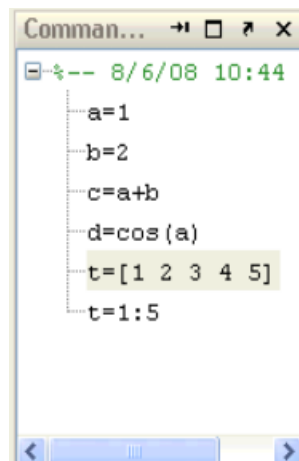 Comman...
%-- 8/6/08 10:44
a=1
b=2
c=a+b
d=cos(a)
t=[1 2 3 4 5]
t=1:5